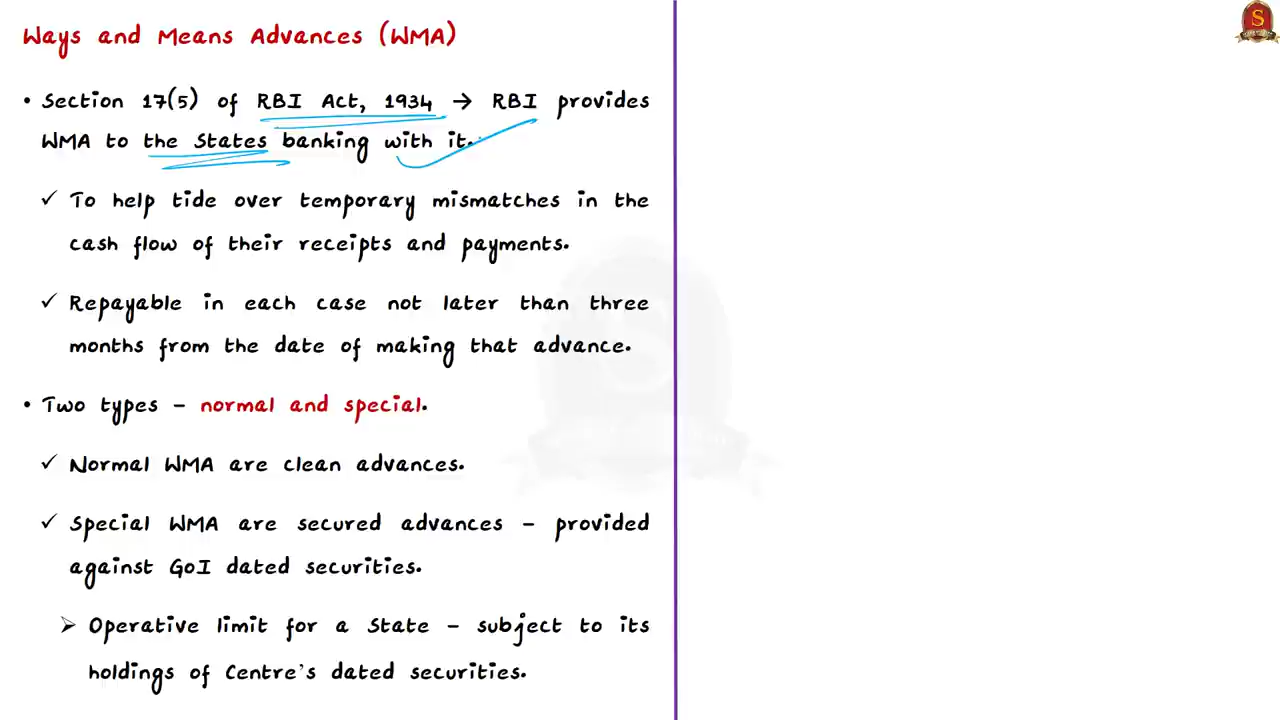 Ways and Means Advances (WMA)
• Section 17(5) of RBI Act, 1934 → RBI provides
WMA to the States banking with it.
✓ To help tide over temporary mismatches in the
cash flow of their receipts and payments.
✓ Repayable in each case not later than three
months from the date of making that advance.
• Two types – normal and special.
✓ Normal WMA are clean advances.
✓ Special WMA are secured advances – provided
against GoI dated securities.
➢ Operative limit for a State – subject to its
holdings of Centre's dated securities.
S